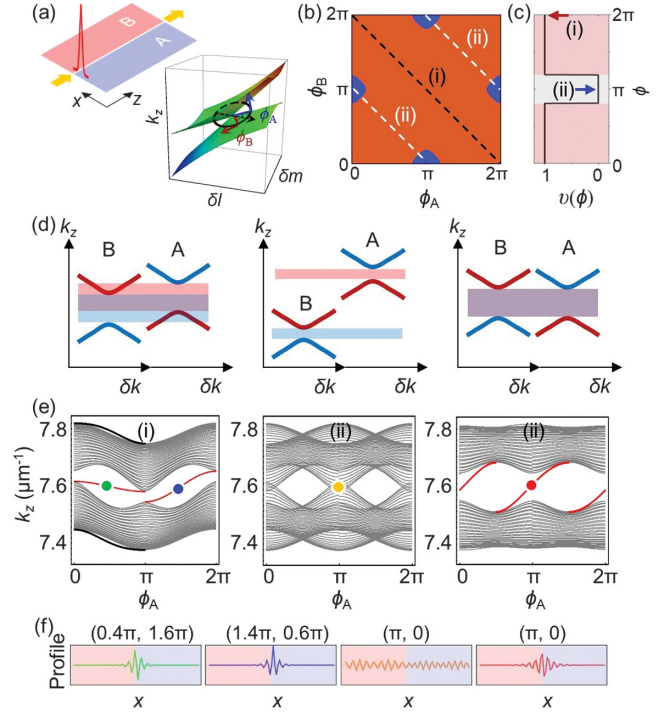 (a)
B
A
x
z
k_z
ϕ_A
ϕ_B
δl
δm
(b)
2π
ϕ_B
π
0
(ii)
(i)
(ii)
0
π
2π
ϕ_A
(c)
(i)
(ii)
2π
π
0
ϕ
1
0
υ(ϕ)
(d)
k_z
B
A
δk
δk
k_z
A
B
δk
δk
k_z
B
A
δk
δk
(e)
k_z (μm⁻¹)
7.8
7.6
7.4
(i)
0
π
2π
ϕ_A
7.8
7.6
7.4
(ii)
0
π
2π
ϕ_A
7.8
7.6
7.4
(ii)
0
π
2π
ϕ_A
(f)
(0.4π, 1.6π)
(1.4π, 0.6π)
(π, 0)
(π, 0)
Profile
x
x
x
x